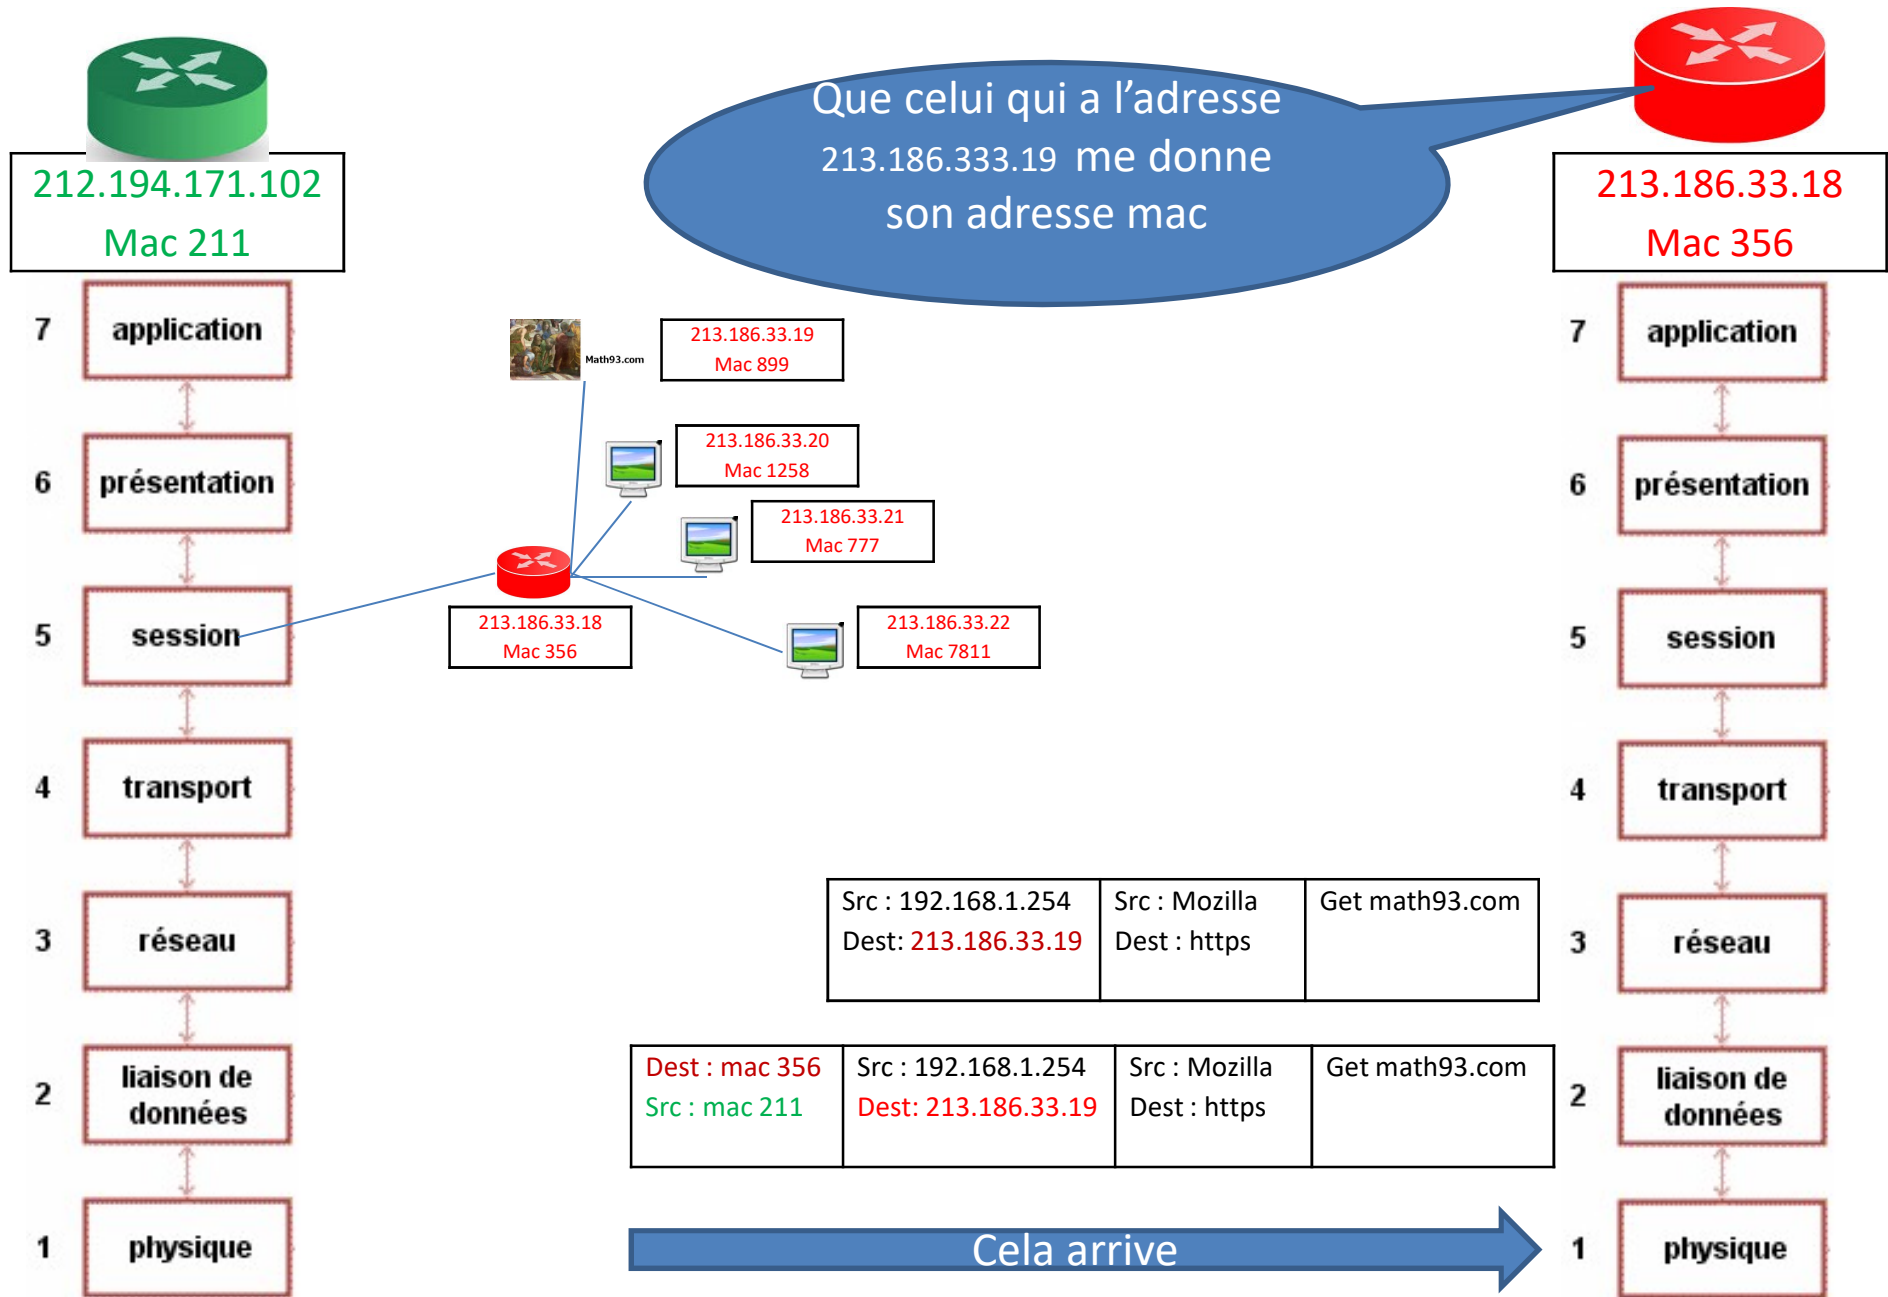 Que celui qui a l’adresse
213.186.333.19 me donne
son adresse mac
212.194.171.102
Mac 211
213.186.33.18
Mac 356
7 application
6 présentation
5 session
4 transport
3 réseau
2 liaison de
données
1 physique
Math93.com
213.186.33.19
Mac 899
213.186.33.20
Mac 1258
213.186.33.21
Mac 777
213.186.33.18
Mac 356
213.186.33.22
Mac 7811
Src : 192.168.1.254 Src : Mozilla Get math93.com
Dest: 213.186.33.19 Dest : https
Dest : mac 356 Src : 192.168.1.254 Src : Mozilla Get math93.com
Src : mac 211 Dest: 213.186.33.19 Dest : https
Cela arrive
7 application
6 présentation
5 session
4 transport
3 réseau
2 liaison de
données
1 physique